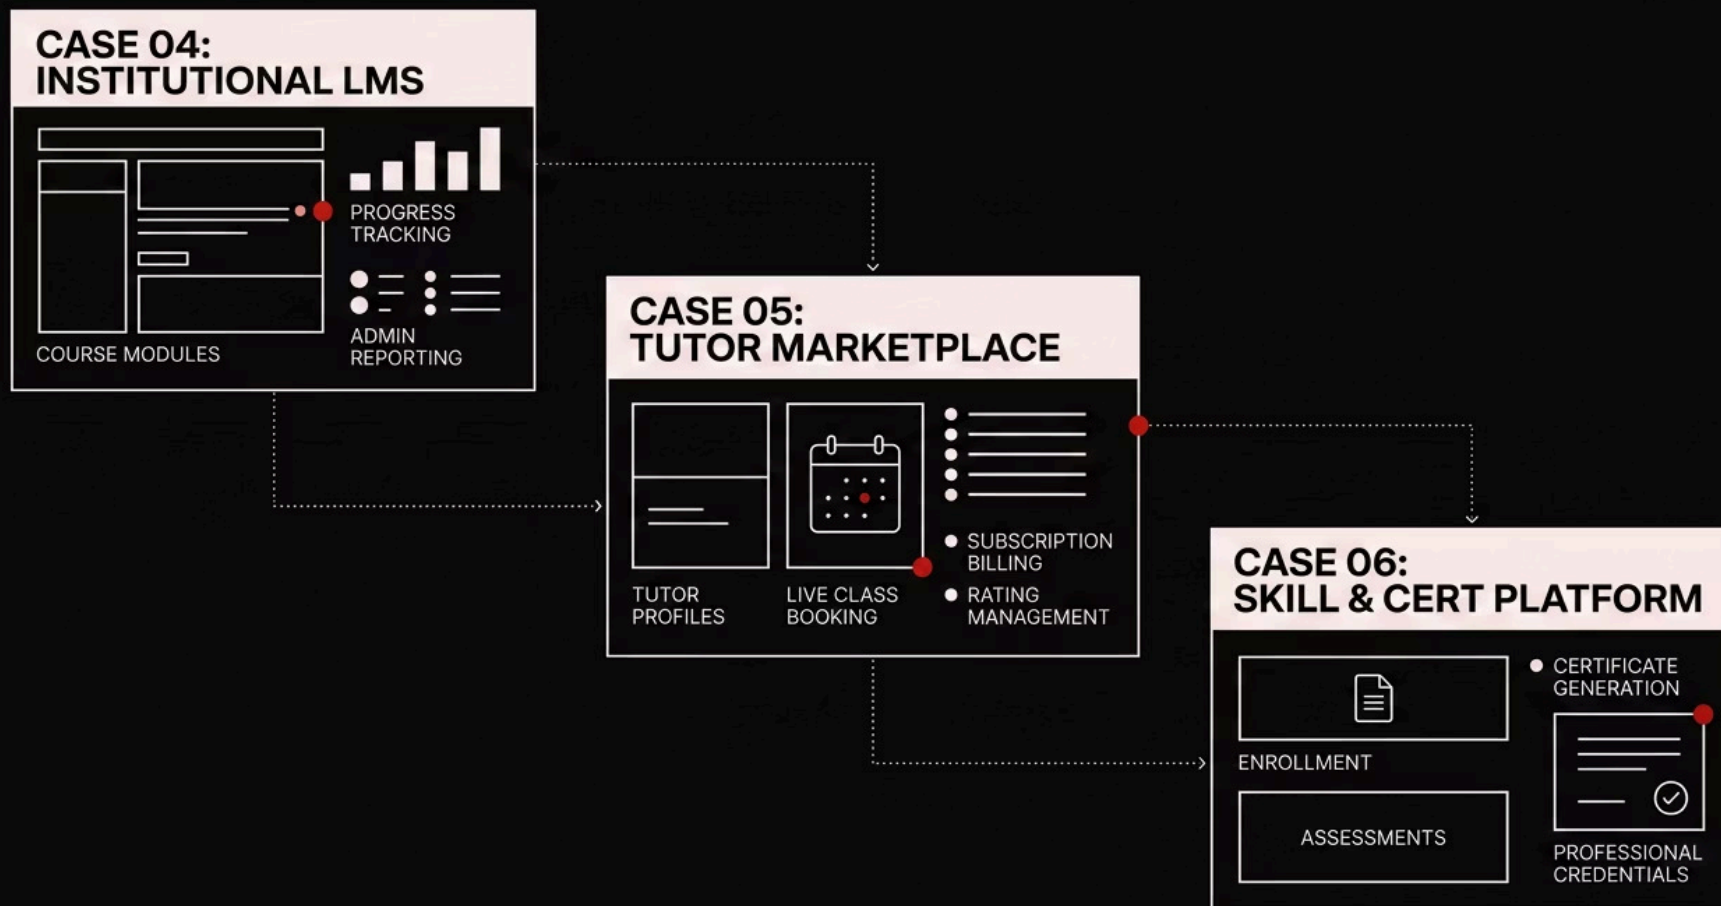 CASE 04:
INSTITUTIONAL LMS
PROGRESS
TRACKING
ADMIN
REPORTING
COURSE MODULES
CASE 05:
TUTOR MARKETPLACE
SUBSCRIPTION
BILLING
RATING
MANAGEMENT
TUTOR
PROFILES
LIVE CLASS
BOOKING
CASE 06:
SKILL & CERT PLATFORM
CERTIFICATE
GENERATION
ENROLLMENT
ASSESSMENTS
PROFESSIONAL
CREDENTIALS